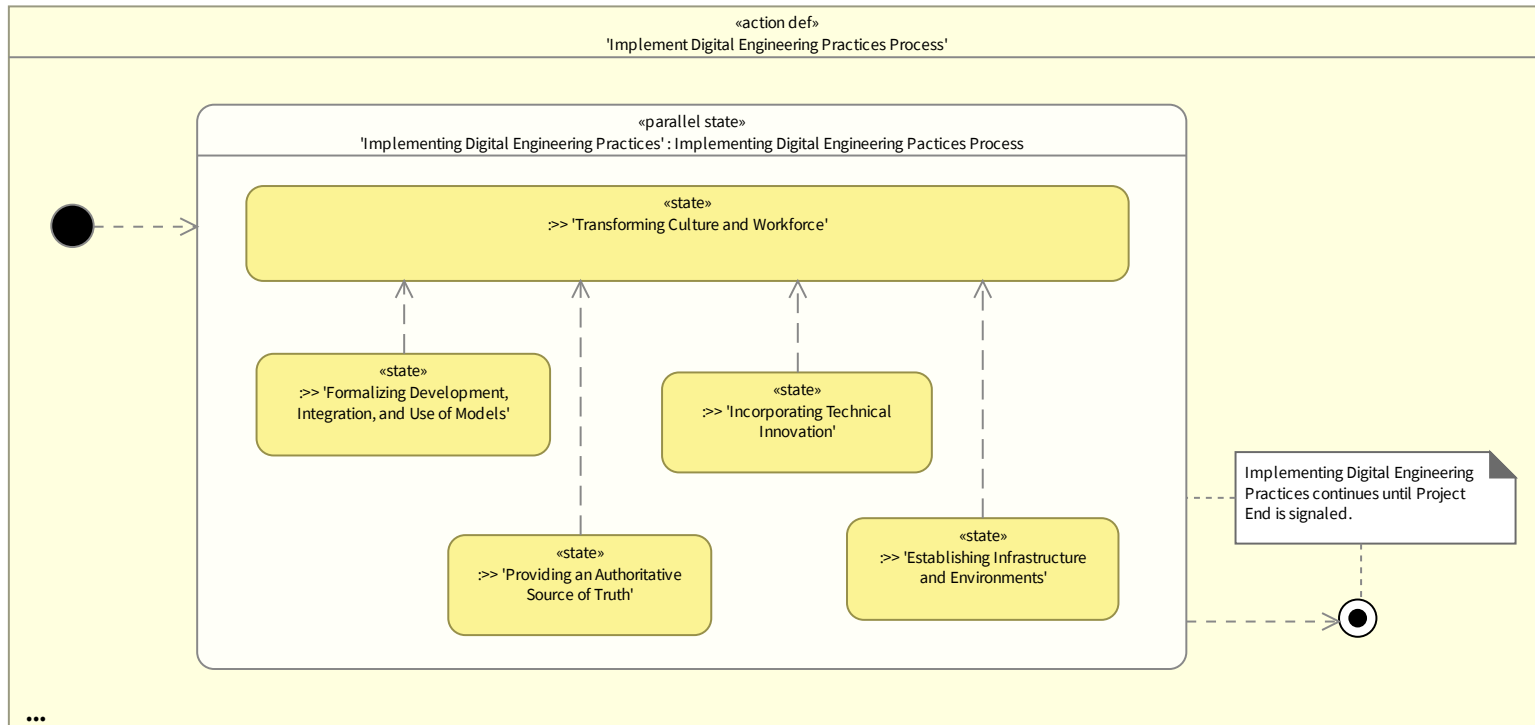 «action def»
'Implement Digital Engineering Practices Process'
«parallel state»
'Implementing Digital Engineering Practices' : Implementing Digital Engineering Pactices Process
«state»
:>> 'Transforming Culture and Workforce'
«state»
:>> 'Formalizing Development,
Integration, and Use of Models'
«state»
:>> 'Incorporating Technical
Innovation'
Implementing Digital Engineering
Practices continues until Project
End is signaled.
«state»
:>> 'Providing an Authoritative
Source of Truth'
«state»
:>> 'Establishing Infrastructure
and Environments'
•••